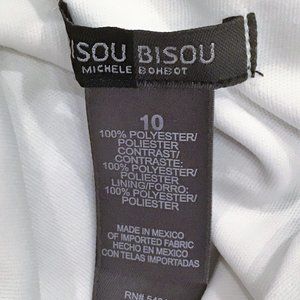 ISOU BISOU
MICHELE BOHBOT
10
100% POLYESTER/
POLIESTER
CONTRAST/
CONTRASTE:
100% POLYESTER/
POLIESTER
LINING/FORRO:
100% POLYESTER/
POLIESTER
MADE IN MEXICO
OF IMPORTED FABRIC
HECHO EN MEXICO
CON TELAS IMPORTADAS
RN#